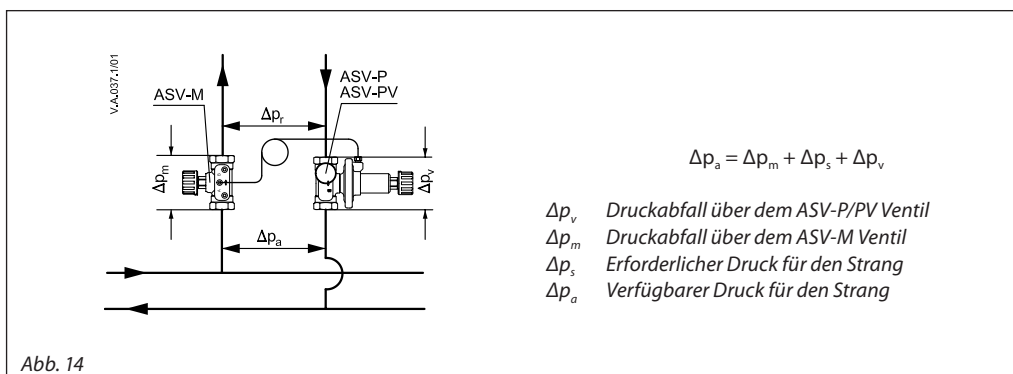 V.A.037.1/01
ASV-M
ASV-P
ASV-PV
Δpᵣ
Δpₘ
Δpᵥ
Δpₐ
Δpₐ = Δpₘ + Δpₛ + Δpᵥ
Δpᵥ Druckabfall über dem ASV-P/PV Ventil
Δpₘ Druckabfall über dem ASV-M Ventil
Δpₛ Erforderlicher Druck für den Strang
Δpₐ Verfügbarer Druck für den Strang
Abb. 14